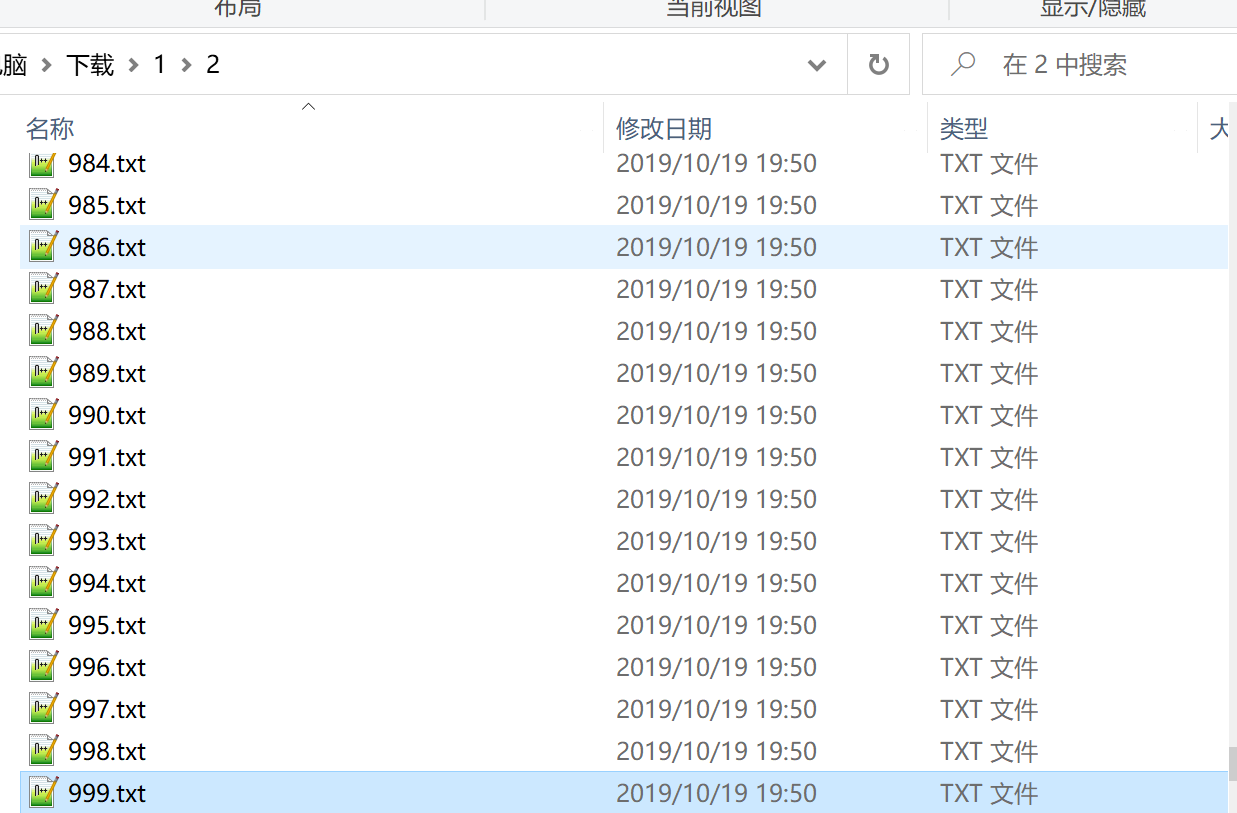 布局 当前视图 显示/隐藏
脑 下载 1 2 在 2 中搜索
名称 修改日期 类型 大
984.txt 2019/10/19 19:50 TXT 文件
985.txt 2019/10/19 19:50 TXT 文件
986.txt 2019/10/19 19:50 TXT 文件
987.txt 2019/10/19 19:50 TXT 文件
988.txt 2019/10/19 19:50 TXT 文件
989.txt 2019/10/19 19:50 TXT 文件
990.txt 2019/10/19 19:50 TXT 文件
991.txt 2019/10/19 19:50 TXT 文件
992.txt 2019/10/19 19:50 TXT 文件
993.txt 2019/10/19 19:50 TXT 文件
994.txt 2019/10/19 19:50 TXT 文件
995.txt 2019/10/19 19:50 TXT 文件
996.txt 2019/10/19 19:50 TXT 文件
997.txt 2019/10/19 19:50 TXT 文件
998.txt 2019/10/19 19:50 TXT 文件
999.txt 2019/10/19 19:50 TXT 文件